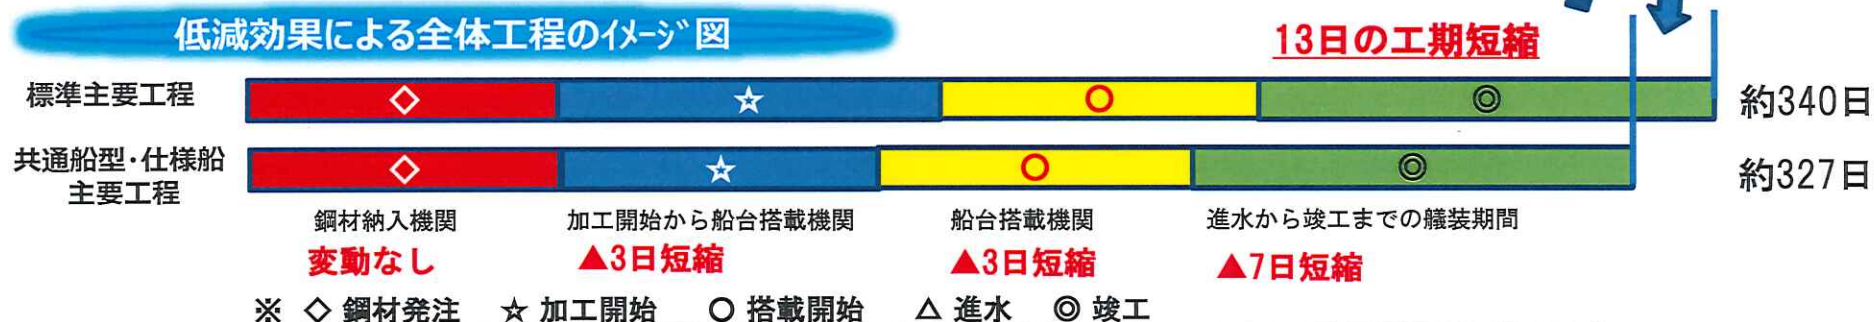 低減効果による全体工程のイメージ図
13日の工期短縮
標準主要工程
◇
☆
○
◎
約340日
共通船型・仕様船
主要工程
◇
☆
○
◎
約327日
鋼材納入機関
加工開始から船台搭載機関
船台搭載機関
進水から竣工までの艤装期間
変動なし
▲3日短縮
▲3日短縮
▲7日短縮
※ ◇ 鋼材発注 ☆ 加工開始 ○ 搭載開始 △ 進水 ◎ 竣工